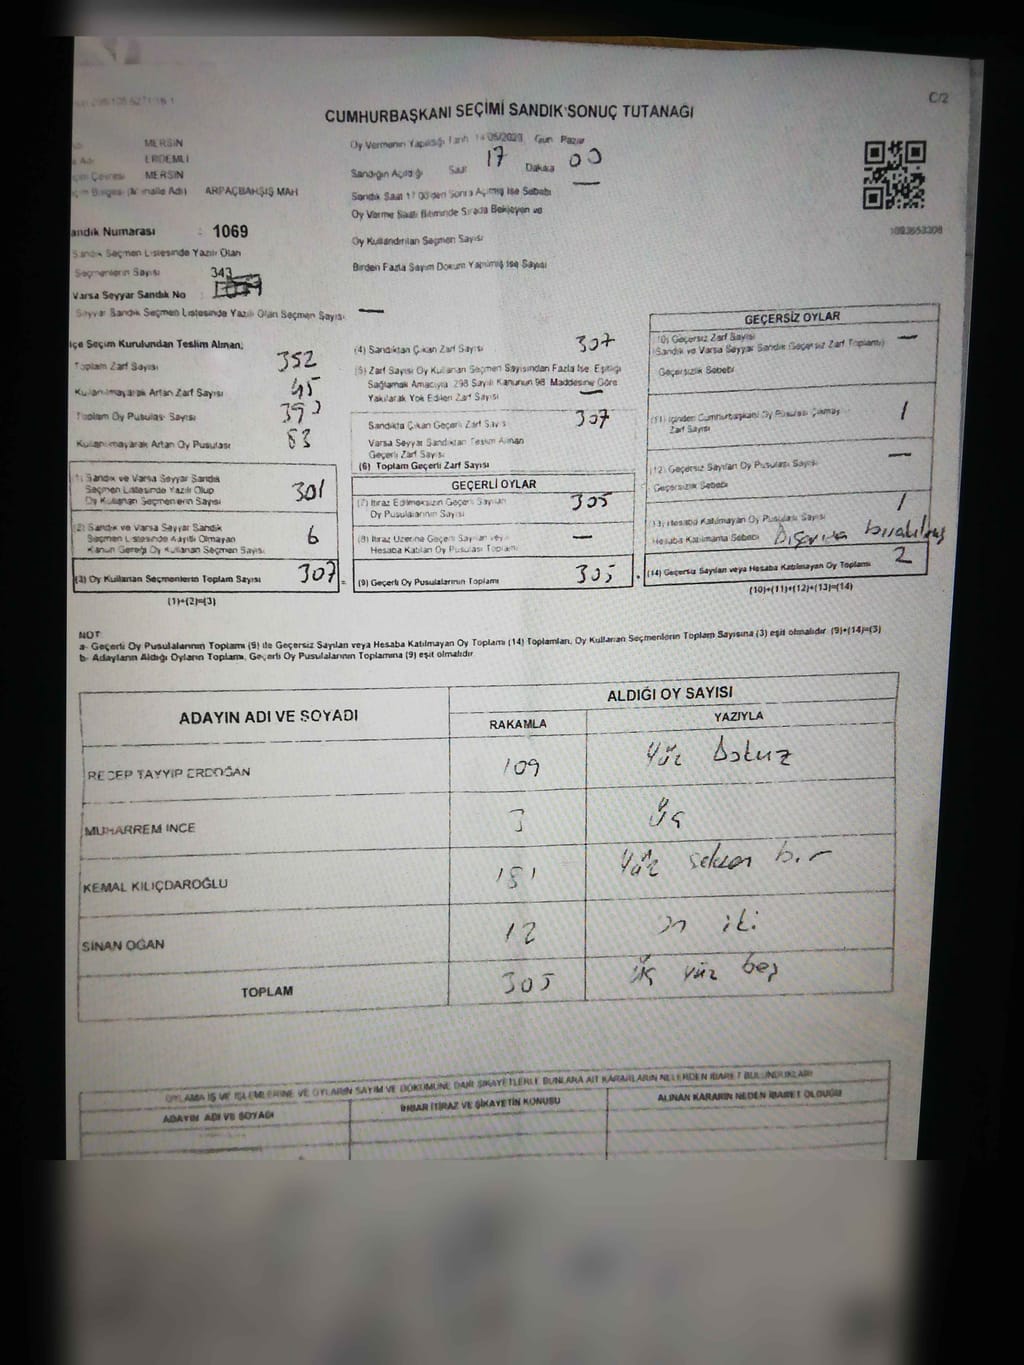 C/2
CUMHURBAŞKANI SEÇİMİ SANDIK SONUÇ TUTANAĞI
MERSİN
ERDEMLİ
MERSİN
ARPAÇBAHŞİŞ MAH
Oy Vermenin Yapıldığı Tarih 14/05/2023 Gün Pazar
Sandığın Açıldığı Saat 17 Dakika 00
Sandık Saat 17.00'den Sonra Açılmış İse Sebebi —
Oy Verme Saati Bitiminde Sırada Bekleyen ve
Oy Kullandırılan Seçmen Sayısı
Birden Fazla Sayım Döküm Yapılmış İse Sayısı
andık Numarası : 1069
Sandık Seçmen Listesinde Yazılı Olan
Seçmenlerin Sayısı 343
Varsa Seyyar Sandık No
Seyyar Sandık Seçmen Listesinde Yazılı Olan Seçmen Sayısı —
lçe Seçim Kurulundan Teslim Alınan;
Toplam Zarf Sayısı 352
Kullanılmayarak Artan Zarf Sayısı 45
Toplam Oy Pusulası Sayısı
Kullanılmayarak Artan Oy Pusulası 83
(1) Sandık ve Varsa Seyyar Sandık
Seçmen Listesinde Yazılı Olup
Oy Kullanan Seçmenlerin Sayısı 301
(2) Sandık ve Varsa Seyyar Sandık
Seçmen Listesinde Kayıtlı Olmayan
Kanun Gereği Oy Kullanan Seçmen Sayısı 6
(3) Oy Kullanan Seçmenlerin Toplam Sayısı 307
(1)+(2)=(3)
(4) Sandıktan Çıkan Zarf Sayısı 307
(5) Zarf Sayısı Oy Kullanan Seçmen Sayısından Fazla İse, Eşitliği
Sağlamak Amacıyla 298 Sayılı Kanunun 98. Maddesine Göre
Yakılarak Yok Edilen Zarf Sayısı —
Sandıkta Çıkan Geçerli Zarf Sayısı 307
Varsa Seyyar Sandıktan Teslim Alınan
Geçerli Zarf Sayısı
(6) Toplam Geçerli Zarf Sayısı
GEÇERLİ OYLAR
(7) İtiraz Edilmeksizin Geçerli Sayılan
Oy Pusulalarının Sayısı 305
(8) İtiraz Üzerine Geçerli Sayılan veya
Hesaba Katılan Oy Pusulası Toplamı —
(9) Geçerli Oy Pusulalarının Toplamı 305
1093653308
GEÇERSİZ OYLAR
(10) Geçersiz Zarf Sayısı —
(Sandık ve Varsa Seyyar Sandık Geçersiz Zarf Toplamı)
Geçersizlik Sebebi
(11) İçinden Cumhurbaşkanı Oy Pusulası Çıkmayan
Zarf Sayısı 1
(12) Geçersiz Sayılan Oy Pusulası Sayısı —
Geçersizlik Sebebi
(13) Hesaba Katılmayan Oy Pusulası Sayısı 1
Hesaba Katılmama Sebebi Dışarıda bırakılmış
(14) Geçersiz Sayılan veya Hesaba Katılmayan Oy Toplamı 2
(10)+(11)+(12)+(13)=(14)
NOT:
a- Geçerli Oy Pusulalarının Toplamı (9) ile Geçersiz Sayılan veya Hesaba Katılmayan Oy Toplamı (14) Toplamları, Oy Kullanan Seçmenlerin Toplam Sayısına (3) eşit olmalıdır. (9)+(14)=(3)
b- Adayların Aldığı Oyların Toplamı, Geçerli Oy Pusulalarının Toplamına (9) eşit olmalıdır.
ADAYIN ADI VE SOYADI ALDIĞI OY SAYISI
RAKAMLA YAZIYLA
RECEP TAYYİP ERDOĞAN 109 Yüz Dokuz
MUHARREM İNCE 3 Üç
KEMAL KILIÇDAROĞLU 181 Yüz seksen bir
SİNAN OĞAN 12 on iki
TOPLAM 305 üç yüz beş
OYLAMA İŞ VE İŞLEMLERİNE VE OYLARIN SAYIM VE DÖKÜMÜNE DAİR ŞİKAYETLERLE BUNLARA AİT KARARLARIN NELERDEN İBARET BULUNDUKLARI
ADAYIN ADI VE SOYADI İHBAR İTİRAZ VE ŞİKAYETİN KONUSU ALINAN KARARIN NEDEN İBARET OLDUĞU